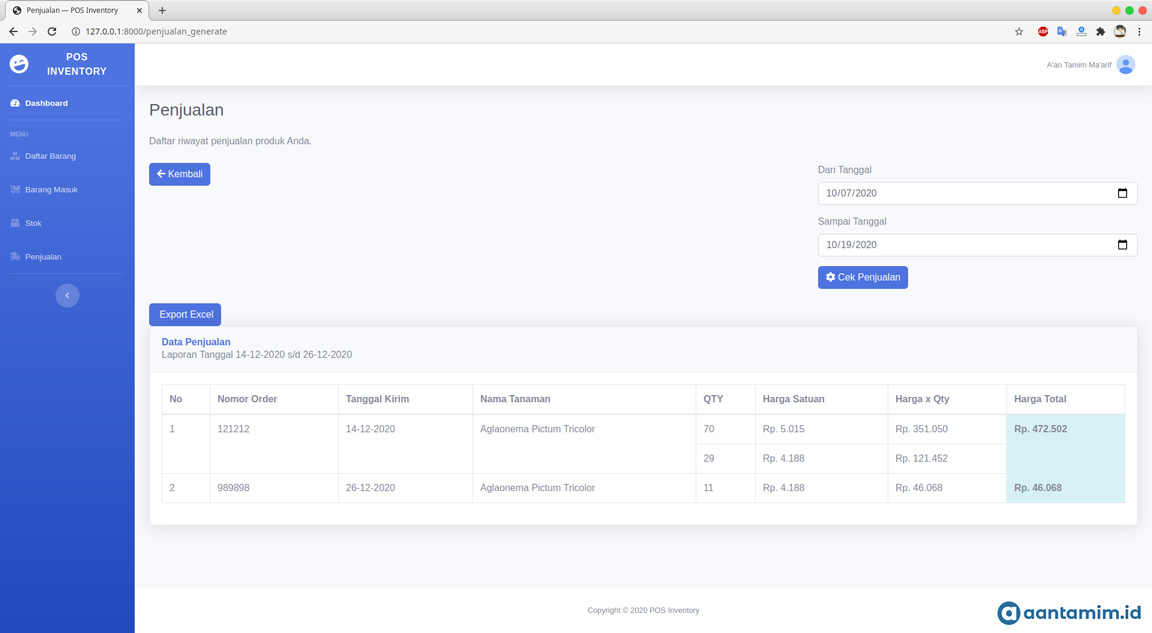 Penjualan — POS Inventory
127.0.0.1:8000/penjualan_generate
ABP
POS
INVENTORY
A'an Tamim Ma'arif
Dashboard
MENU
Daftar Barang
Barang Masuk
Stok
Penjualan
Penjualan
Daftar riwayat penjualan produk Anda.
Kembali
Dari Tanggal
10/07/2020
Sampai Tanggal
10/19/2020
Cek Penjualan
Export Excel
Data Penjualan
Laporan Tanggal 14-12-2020 s/d 26-12-2020
No Nomor Order Tanggal Kirim Nama Tanaman QTY Harga Satuan Harga x Qty Harga Total
1 121212 14-12-2020 Aglaonema Pictum Tricolor 70 Rp. 5.015 Rp. 351.050 Rp. 472.502
29 Rp. 4.188 Rp. 121.452
2 989898 26-12-2020 Aglaonema Pictum Tricolor 11 Rp. 4.188 Rp. 46.068 Rp. 46.068
Copyright © 2020 POS Inventory
aantamim.id